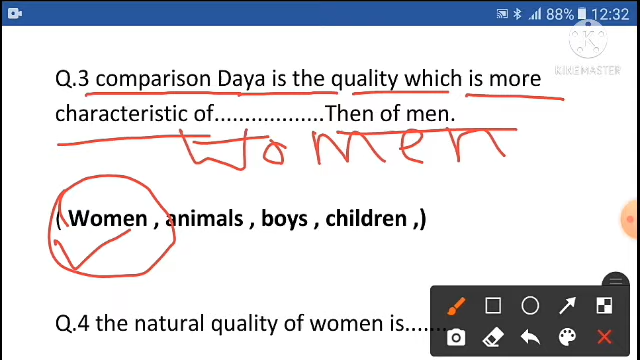 88% 12:32
KINEMASTER
Q.3 comparison Daya is the quality which is more
characteristic of...................Then of men.
Women
( Women , animals , boys , children ,)
Q.4 the natural quality of women is........